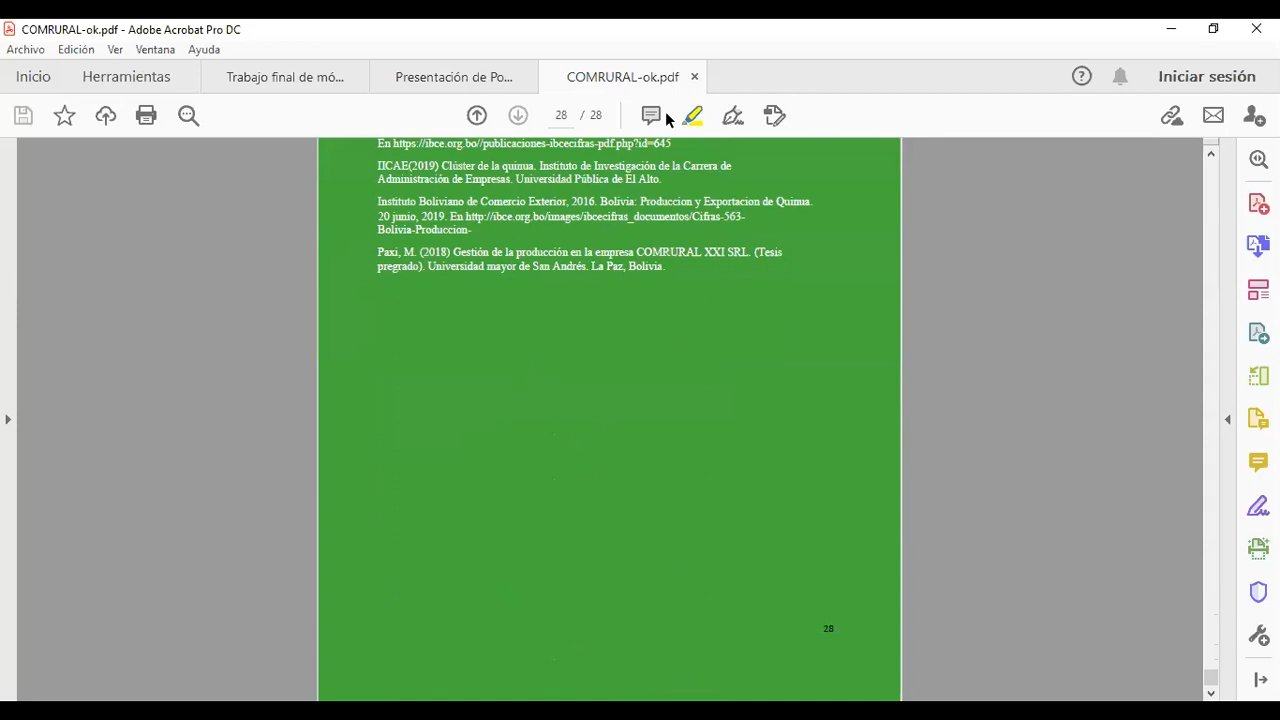 COMRURAL-ok.pdf - Adobe Acrobat Pro DC
Archivo Edición Ver Ventana Ayuda
Inicio Herramientas Trabajo final de mó... Presentación de Po... COMRURAL-ok.pdf × Iniciar sesión
28 / 28
En https://ibce.org.bo//publicaciones-ibcecifras-pdf.php?id=645
IICAE(2019) Clúster de la quinua. Instituto de Investigación de la Carrera de
Administración de Empresas. Universidad Pública de El Alto.
Instituto Boliviano de Comercio Exterior, 2016. Bolivia: Produccion y Exportacion de Quinua.
20 junio, 2019. En http://ibce.org.bo/images/ibcecifras_documentos/Cifras-563-
Bolivia-Produccion-
Paxi, M. (2018) Gestión de la producción en la empresa COMRURAL XXI SRL. (Tesis
pregrado). Universidad mayor de San Andrés. La Paz, Bolivia.
28